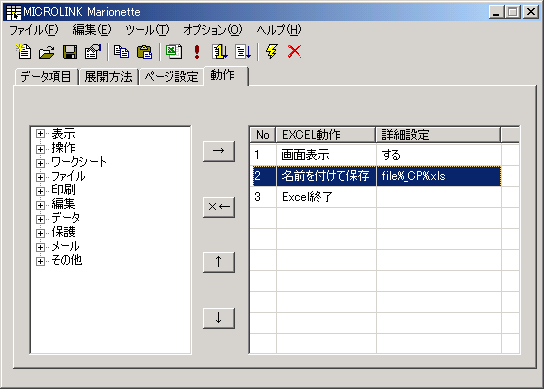 MICROLINK Marionette
ファイル(F) 編集(E) ツール(T) オプション(O) ヘルプ(H)
データ項目 展開方法 ページ設定 動作
表示
操作
ワークシート
ファイル
印刷
編集
データ
保護
メール
その他
→
×←
↑
↓
No EXCEL動作 詳細設定
1 画面表示 する
2 名前を付けて保存 file%_CP%xls
3 Excel終了